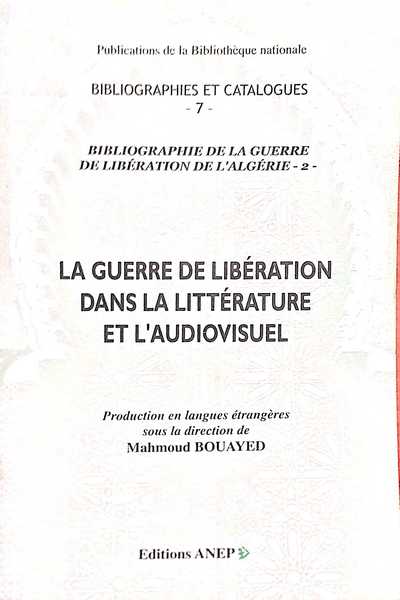 Publications de la Bibliothèque nationale
BIBLIOGRAPHIES ET CATALOGUES
- 7 -
BIBLIOGRAPHIE DE LA GUERRE
DE LIBÉRATION DE L'ALGÉRIE - 2 -
LA GUERRE DE LIBÉRATION
DANS LA LITTÉRATURE
ET L'AUDIOVISUEL
Production en langues étrangères
sous la direction de
Mahmoud BOUAYED
Editions ANEP